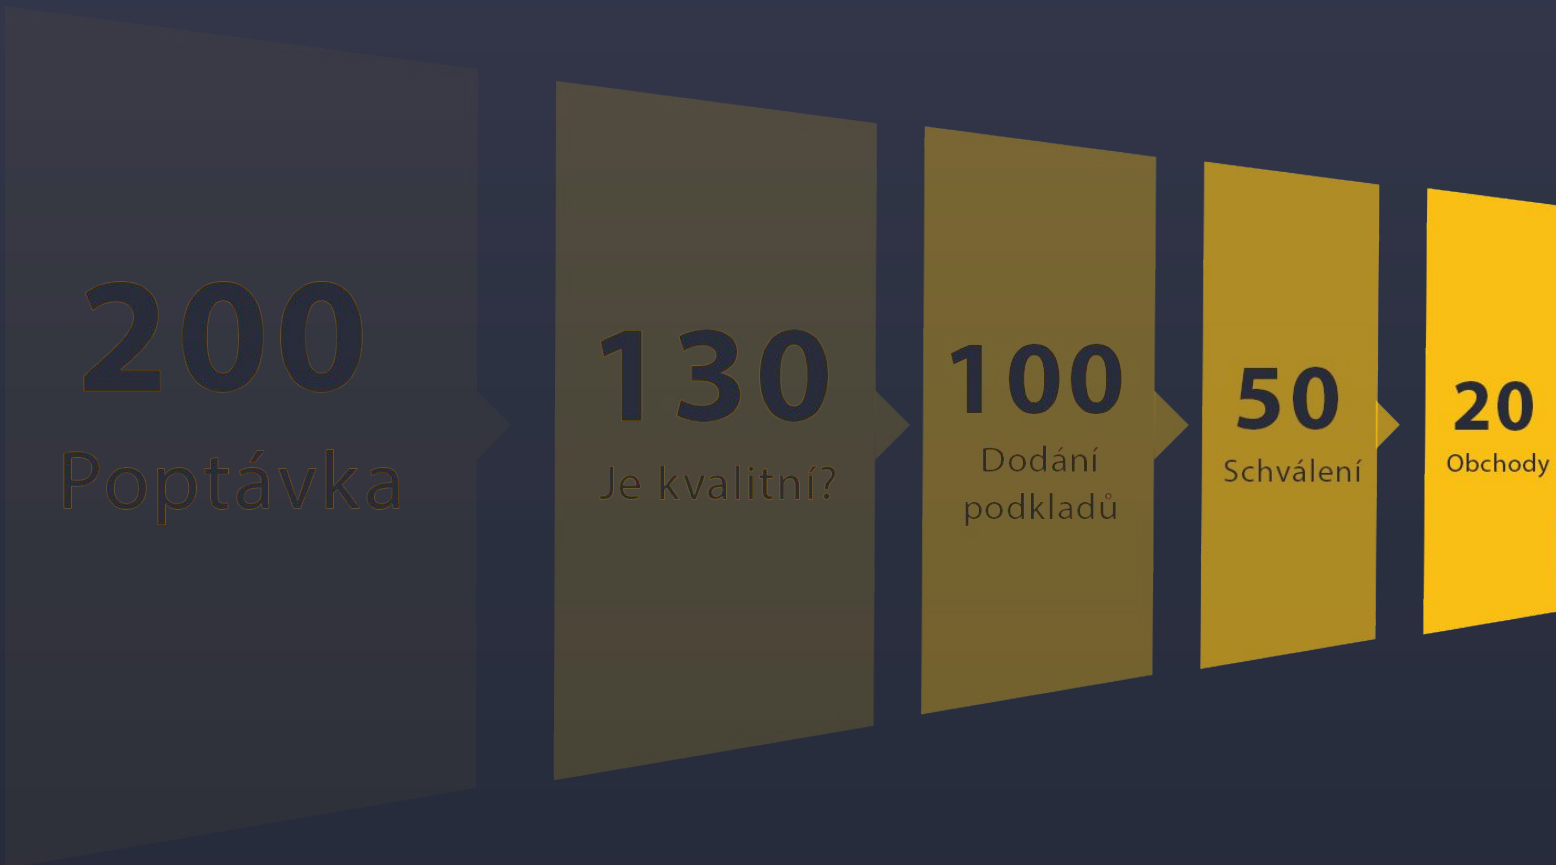 200
Poptávka
130
Je kvalitní?
100
Dodání
podkladů
50
Schválení
20
Obchody